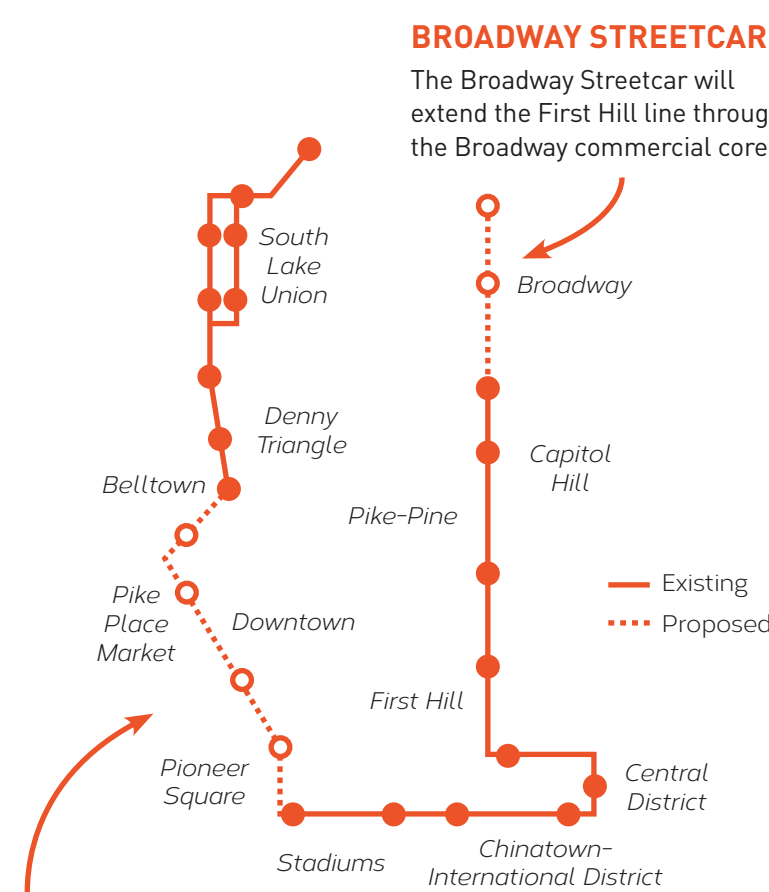 BROADWAY STREETCAR
The Broadway Streetcar will
extend the First Hill line throug
the Broadway commercial core
South
Lake
Union
Broadway
Denny
Triangle
Capitol
Hill
Belltown
Pike-Pine
Existing
Proposed
Pike
Place
Market
Downtown
First Hill
Pioneer
Square
Central
District
Stadiums
Chinatown-
International District